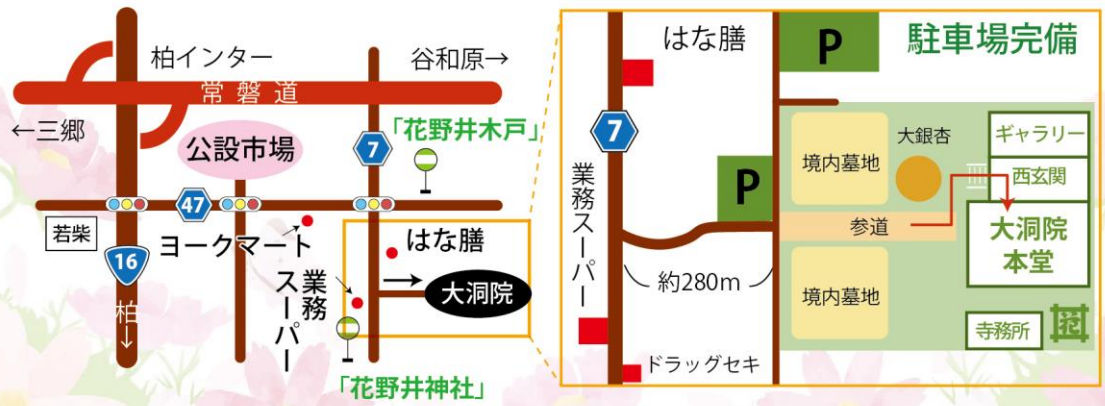 柏インター
谷和原→
常磐道
←三郷
公設市場
7
「花野井木戸」
47
若柴
ヨークマート
はな膳
16
業務
スーパー
大洞院
柏→
「花野井神社」
はな膳
P
駐車場完備
7
業務スーパー
P
境内墓地
大銀杏
ギャラリー
西玄関
参道
大洞院
本堂
約280m
境内墓地
寺務所
ドラッグセキ